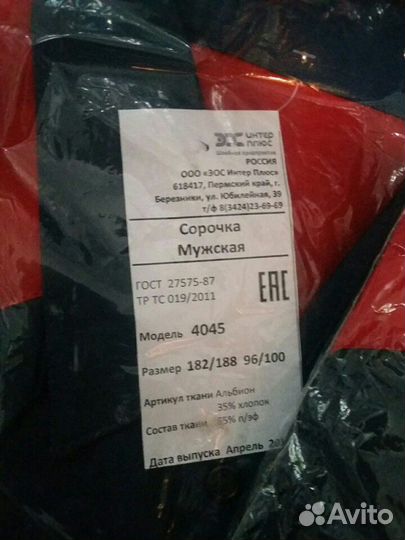 ЭОС ИНТЕР ПЛЮС
Швейное предприятие
РОССИЯ
ООО «ЭОС Интер Плюс»
618417, Пермский край, г.
Березники, ул. Юбилейная, 39
т/ф 8(3424)23-69-69
Сорочка
Мужская
ГОСТ 27575-87
ТР ТС 019/2011
ЕАС
Модель 4045
Размер 182/188 96/100
Артикул ткани Альбион
35% хлопок
Состав ткани 65% п/эф
Дата выпуска Апрель
Avito